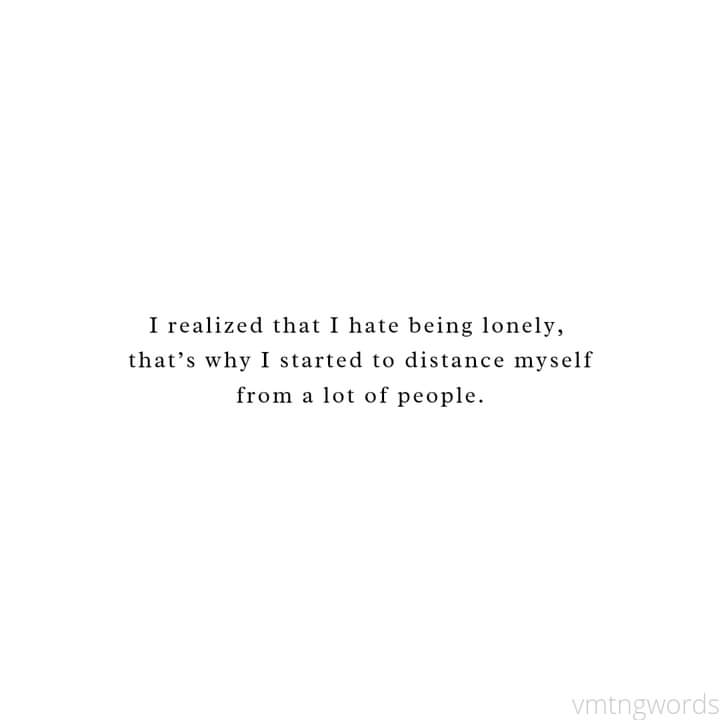 I realized that I hate being lonely,
that’s why I started to distance myself
from a lot of people.
vmtngwords